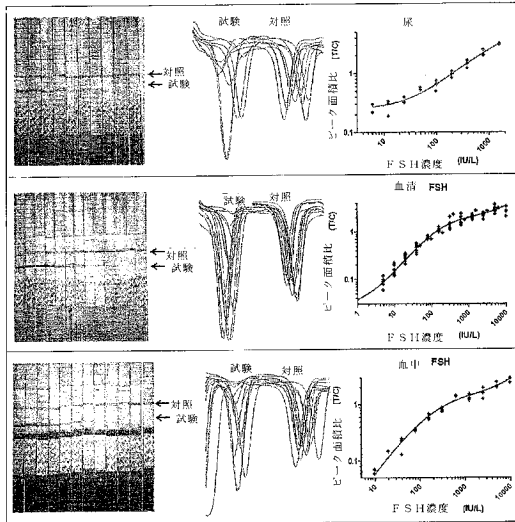 試験 対照 尿
対照
試験
ピーク面積比 [T/C]
1
0.1
10 100 1000
FSH濃度 (IU/L)
試験 対照 血清 FSH
対照
試験
ピーク面積比 (T/C)
1
0.1
1 10 100 1000 10000
FSH濃度 (IU/L)
試験 対照 血中 FSH
対照
試験
ピーク面積比 (T/C)
1
0.1
10 100 1000 10000
FSH濃度 (IU/L)